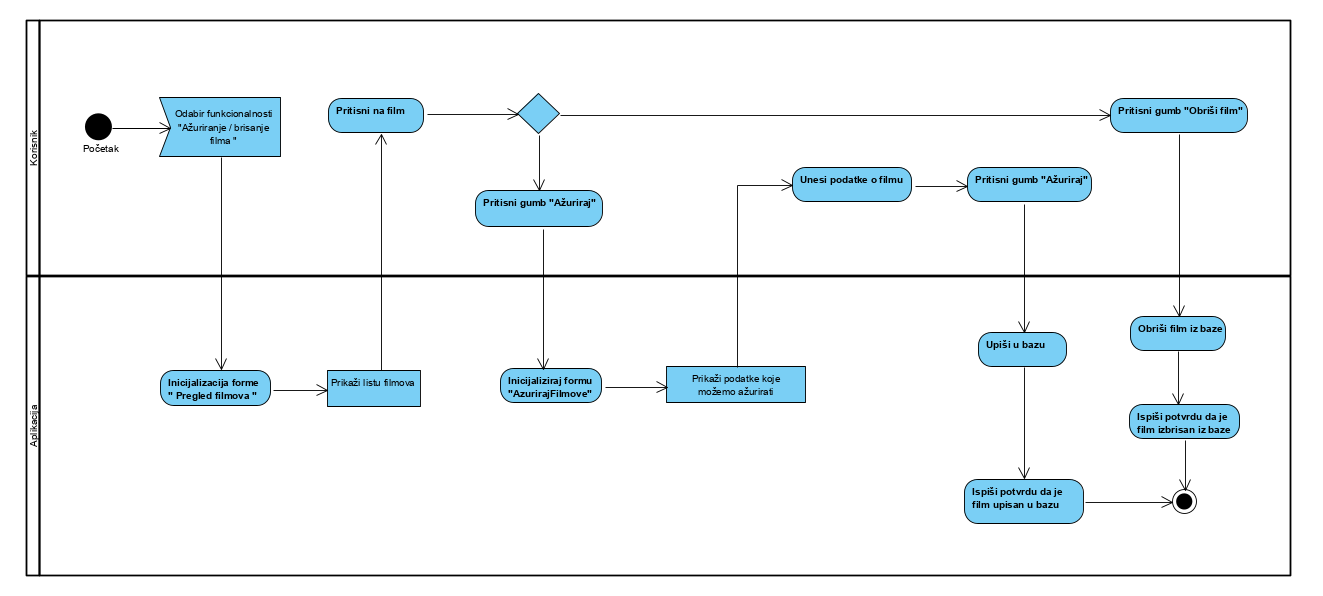 Korisnik
Početak
Odabir funkcionalnosti
"Ažuriranje / brisanje
filma "
Pritisni na film
Pritisni gumb "Obriši film"
Pritisni gumb "Ažuriraj"
Unesi podatke o filmu
Pritisni gumb "Ažuriraj"
Aplikacija
Inicijalizacija forme
" Pregled filmova "
Prikaži listu filmova
Inicijaliziraj formu
"AzurirajFilmove"
Prikaži podatke koje
možemo ažurirati
Upiši u bazu
Ispiši potvrdu da je
film upisan u bazu
Obriši film iz baze
Ispiši potvrdu da je
film izbrisan iz baze